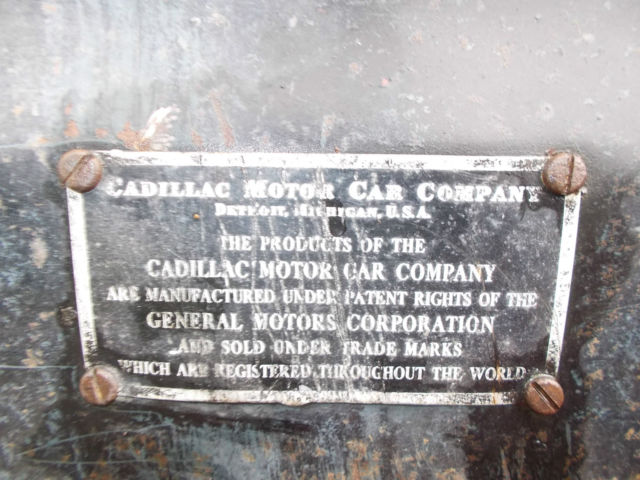 CADILLAC MOTOR CAR COMPANY
DETROIT, MICHIGAN, U.S.A.
THE PRODUCTS OF THE
CADILLAC MOTOR CAR COMPANY
ARE MANUFACTURED UNDER PATENT RIGHTS OF THE
GENERAL MOTORS CORPORATION
AND SOLD UNDER TRADE MARKS
WHICH ARE REGISTERED THROUGHOUT THE WORLD